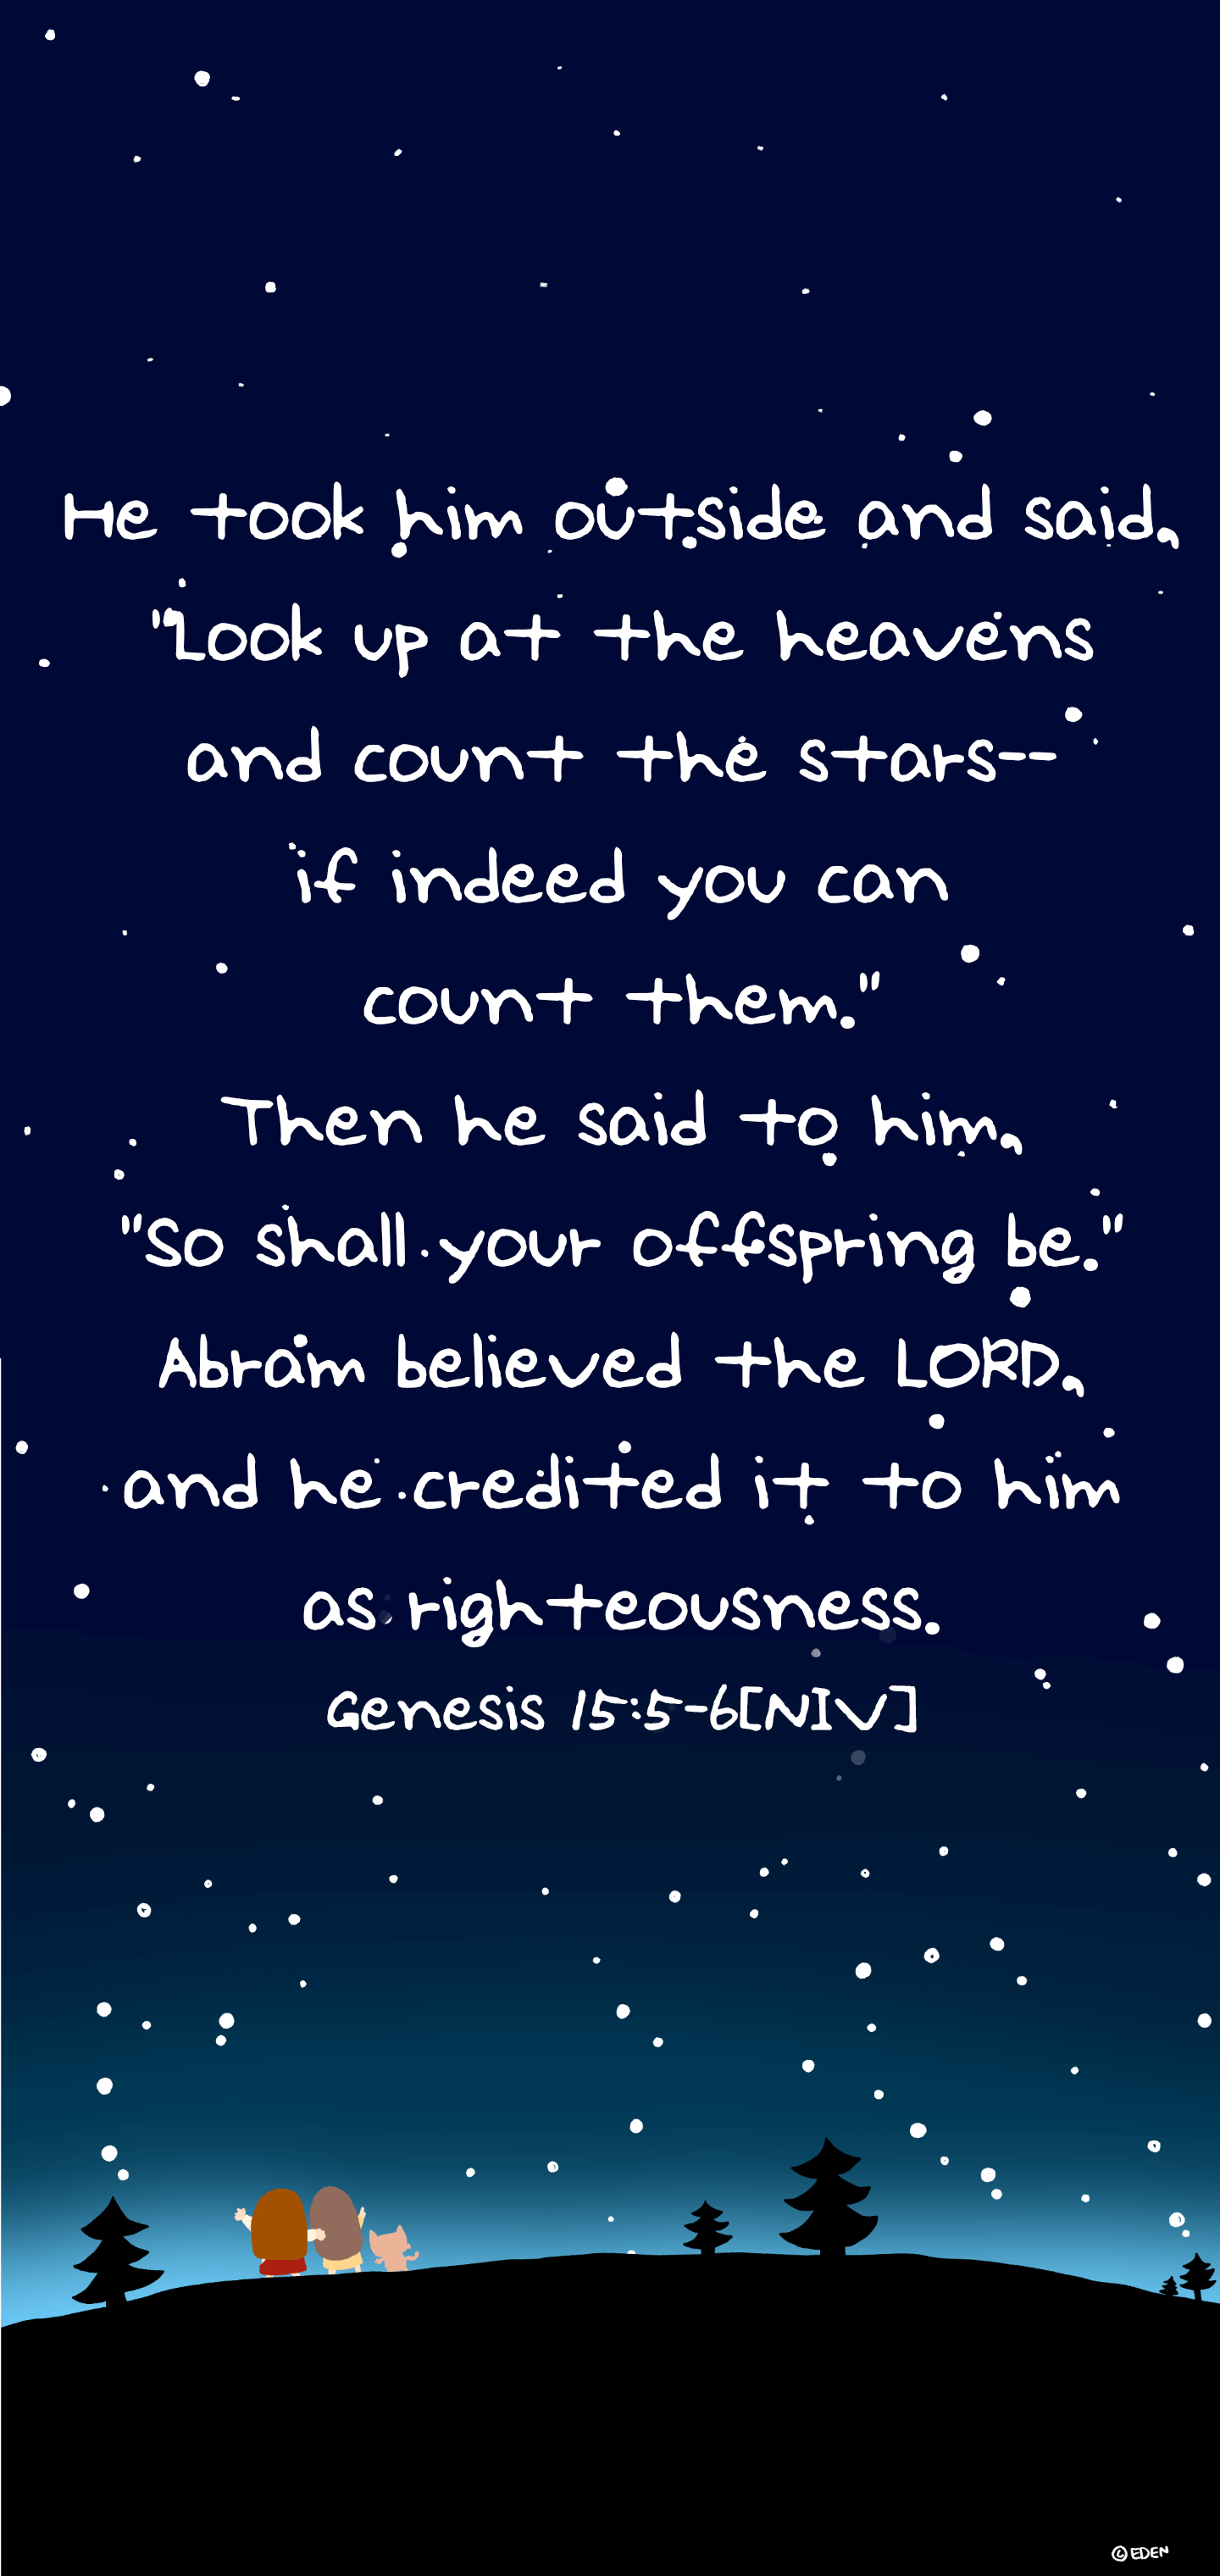 He took him outside and said,
"Look up at the heavens
and count the stars--
if indeed you can
count them."
Then he said to him,
"So shall your offspring be."
Abram believed the LORD,
and he credited it to him
as righteousness.
Genesis 15:5-6[NIV]
©EDEN